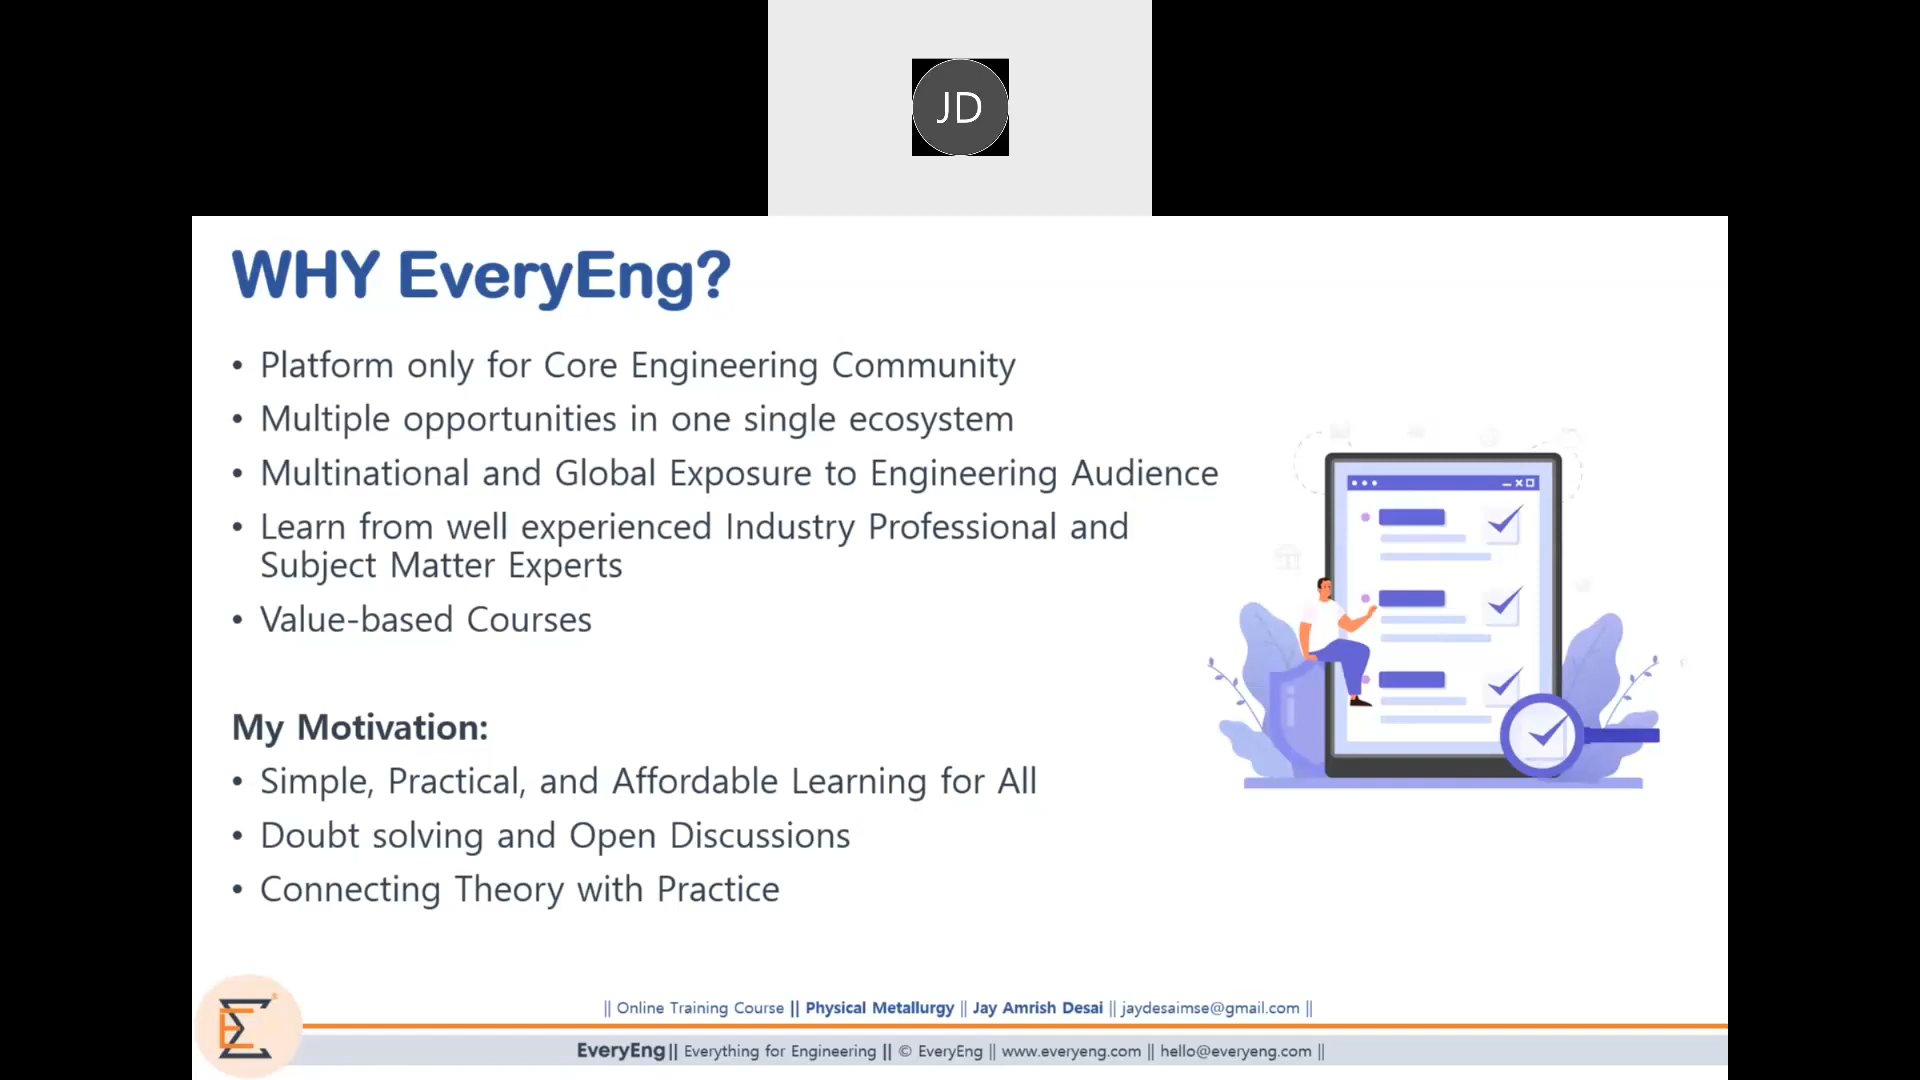 JD
WHY EveryEng?
• Platform only for Core Engineering Community
• Multiple opportunities in one single ecosystem
• Multinational and Global Exposure to Engineering Audience
• Learn from well experienced Industry Professional and
Subject Matter Experts
• Value-based Courses
My Motivation:
• Simple, Practical, and Affordable Learning for All
• Doubt solving and Open Discussions
• Connecting Theory with Practice
|| Online Training Course || Physical Metallurgy || Jay Amrish Desai || jaydesaimse@gmail.com ||
EveryEng || Everything for Engineering || © EveryEng || www.everyeng.com || hello@everyeng.com ||